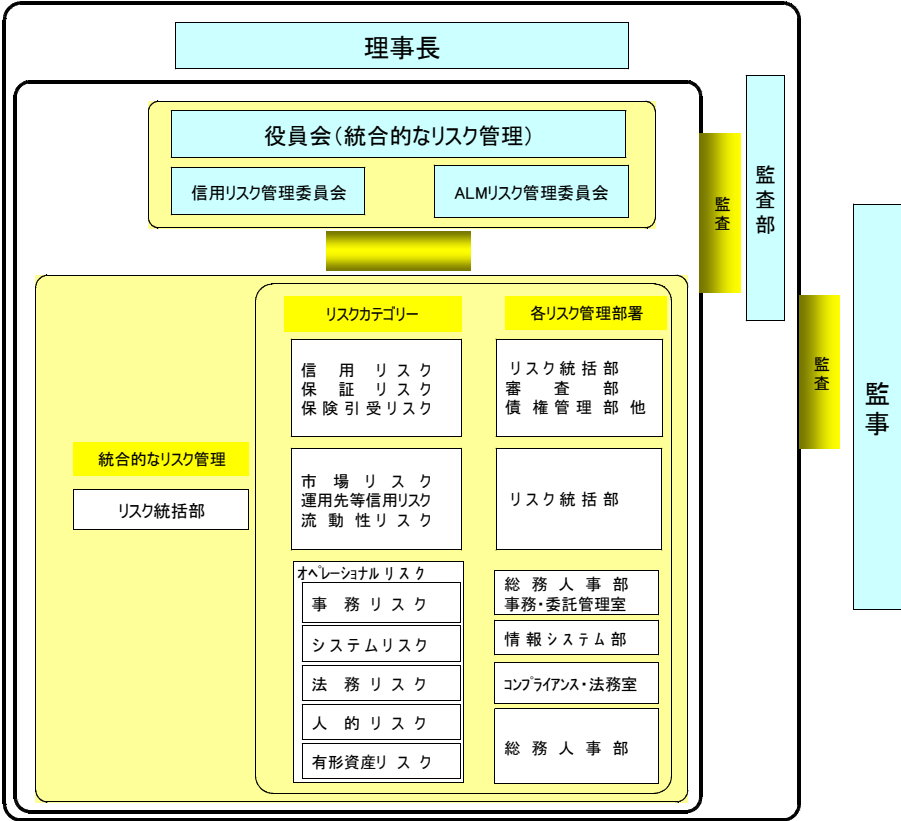 理事長
役員会（統合的なリスク管理）
信用リスク管理委員会
ALMリスク管理委員会
監査
監査部
監査
監事
リスクカテゴリー
各リスク管理部署
信用リスク
保証リスク
保険引受リスク
リスク統括部
審査部
債権管理部他
統合的なリスク管理
リスク統括部
市場リスク
運用先等信用リスク
流動性リスク
リスク統括部
オペレーショナルリスク
事務リスク
システムリスク
法務リスク
人的リスク
有形資産リスク
総務人事部
事務・委託管理室
情報システム部
コンプライアンス・法務室
総務人事部